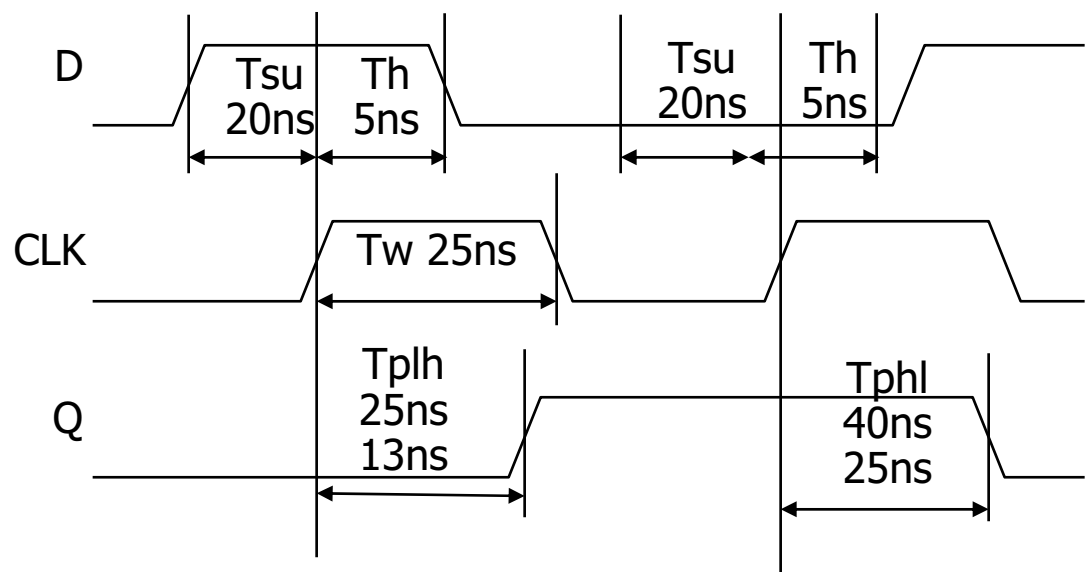 D
Tsu
20ns
Th
5ns
Tsu
20ns
Th
5ns
CLK
Tw 25ns
Q
Tplh
25ns
13ns
Tphl
40ns
25ns